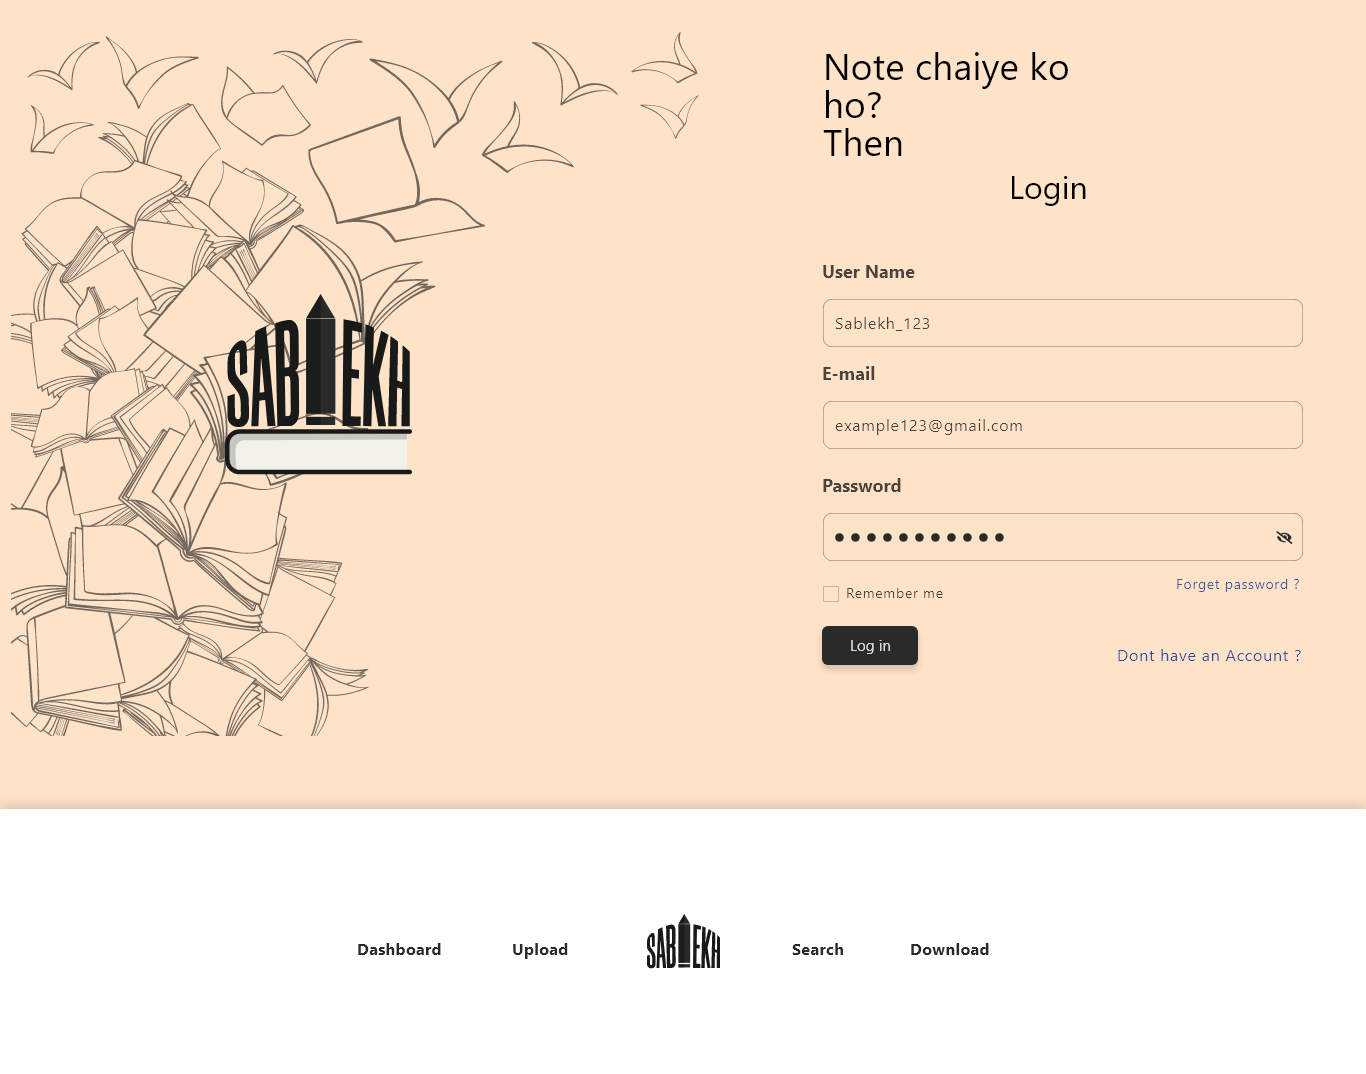 Note chaiye ko
ho?
Then
Login
SABLEKH
User Name
Sablekh_123
E-mail
example123@gmail.com
Password
Remember me
Forget password ?
Log in
Dont have an Account ?
Dashboard
Upload
SABLEKH
Search
Download